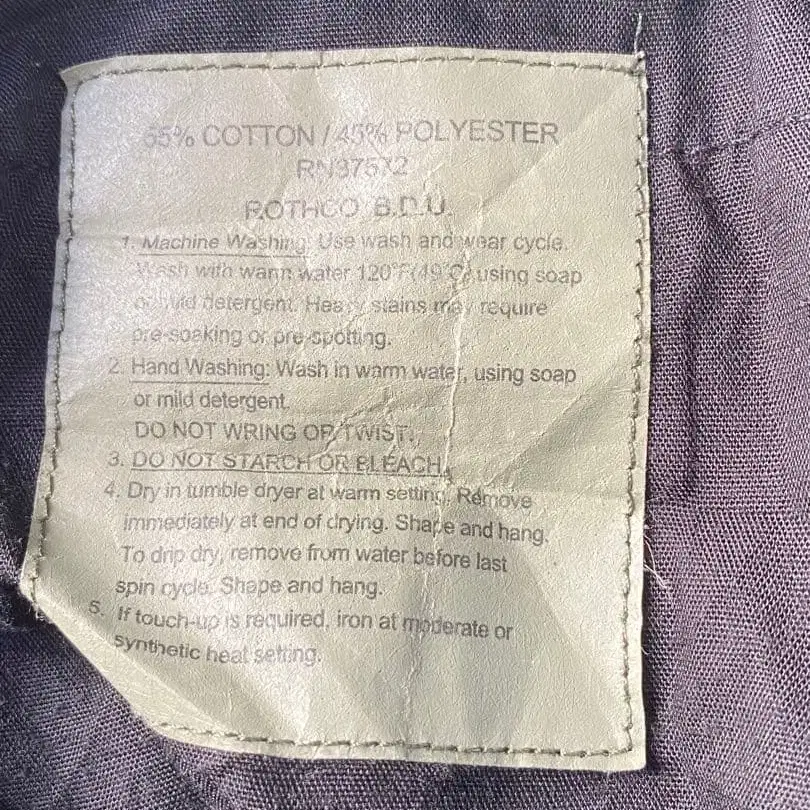 55% COTTON / 45% POLYESTER
RN37572
ROTHCO B.D.U.
1. Machine Washing: Use wash and wear cycle.
Wash with warm water 120°F(49°C) using soap
or mild detergent. Heavy stains may require
pre-soaking or pre-spotting.
2. Hand Washing: Wash in warm water, using soap
or mild detergent.
DO NOT WRING OR TWIST.
3. DO NOT STARCH OR BLEACH.
4. Dry in tumble dryer at warm setting. Remove
immediately at end of drying. Shape and hang.
To drip dry, remove from water before last
spin cycle. Shape and hang.
5. If touch-up is required, iron at moderate or
synthetic heat setting.